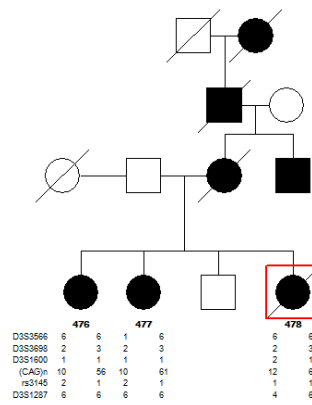 476 477 478
D3S3566 6 6 1 6 6 6
D3S3698 2 3 2 3 2 3
D3S1600 1 1 1 1 1 1
(CAG)n 10 56 10 61 12 6
rs3145 2 1 2 1 1 1
D3S1287 6 6 6 6 4 6